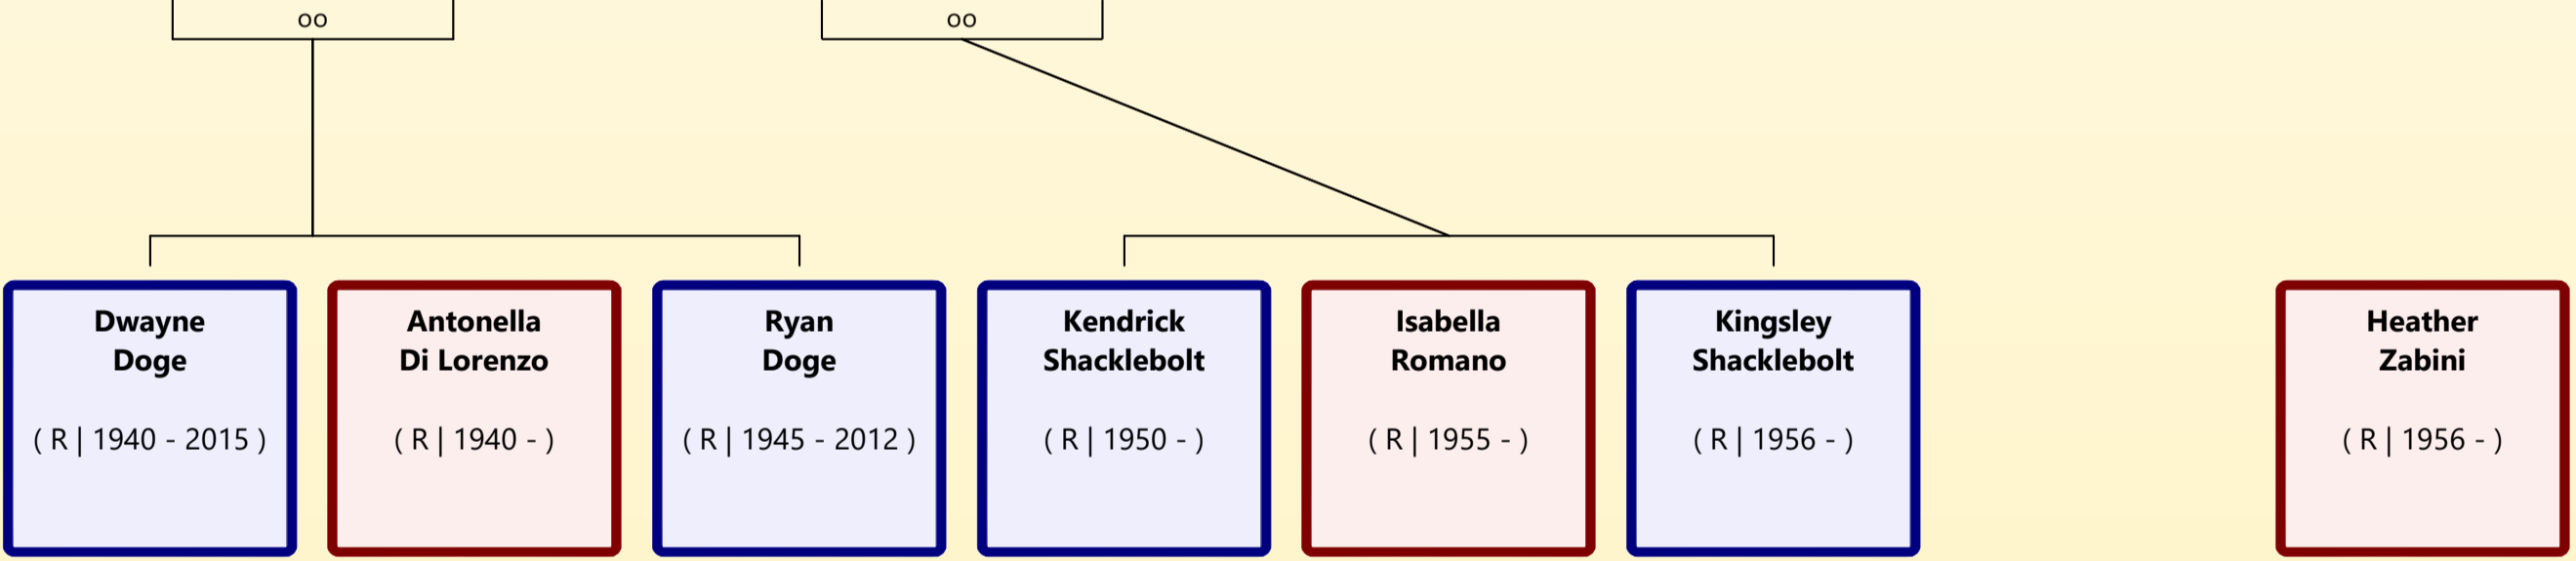 oo
oo
Dwayne
Doge
( R | 1940 - 2015 )
Antonella
Di Lorenzo
( R | 1940 - )
Ryan
Doge
( R | 1945 - 2012 )
Kendrick
Shacklebolt
( R | 1950 - )
Isabella
Romano
( R | 1955 - )
Kingsley
Shacklebolt
( R | 1956 - )
Heather
Zabini
( R | 1956 - )